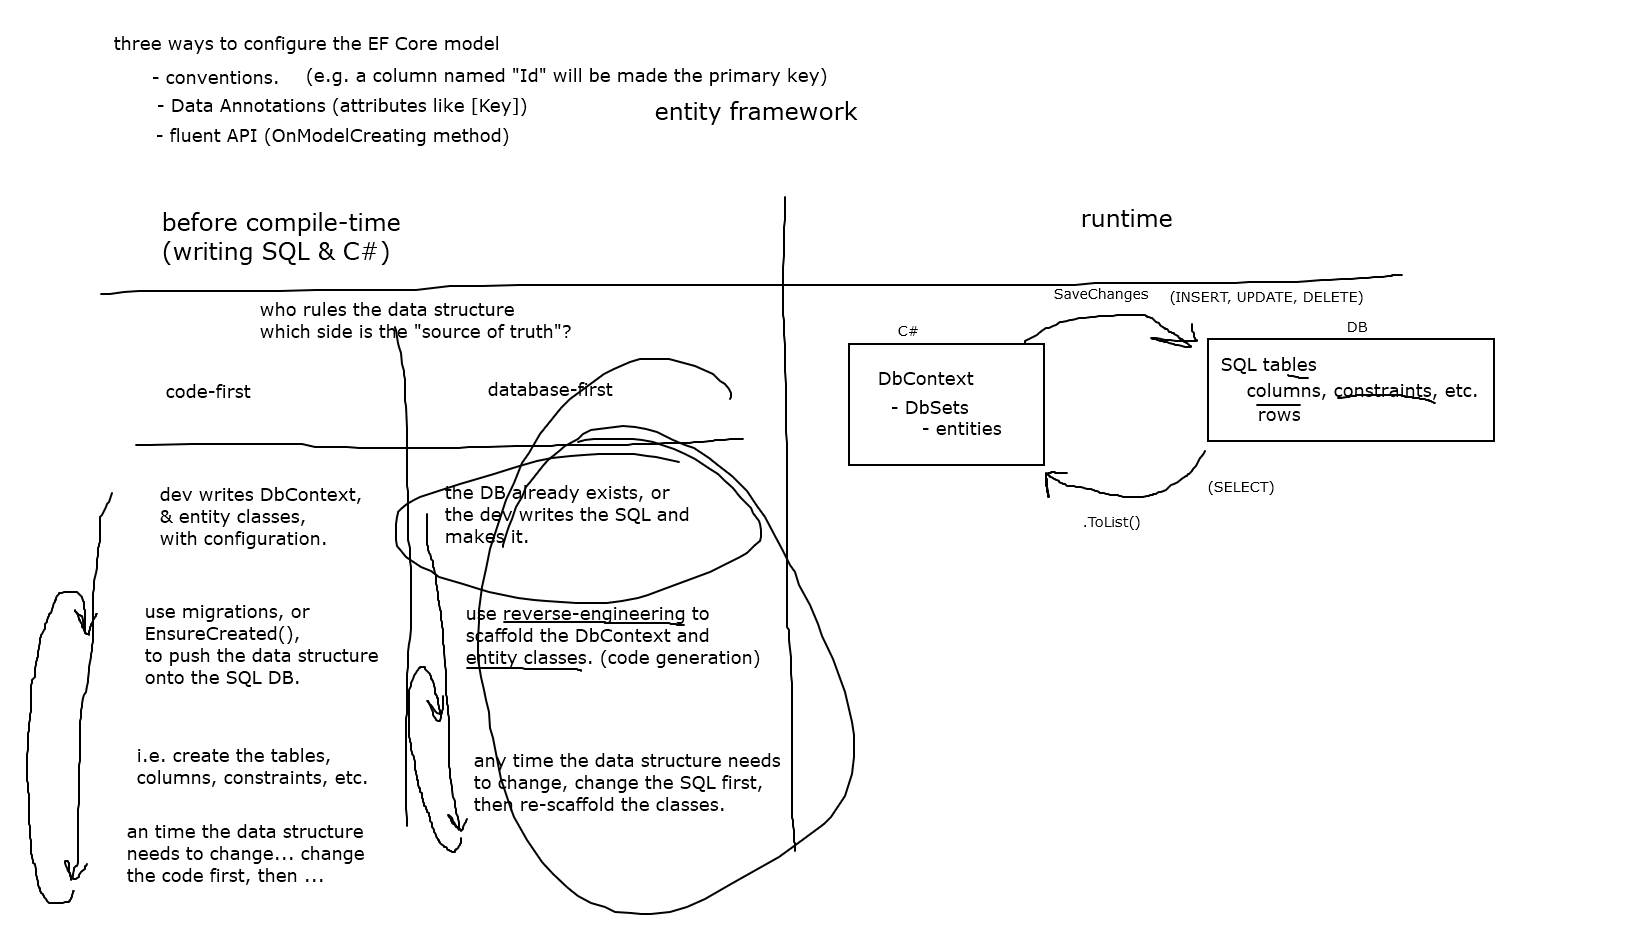 three ways to configure the EF Core model
- conventions. (e.g. a column named "Id" will be made the primary key)
- Data Annotations (attributes like [Key])
- fluent API (OnModelCreating method)
entity framework
before compile-time
(writing SQL & C#)
who rules the data structure
which side is the "source of truth"?
code-first
dev writes DbContext,
& entity classes,
with configuration.
use migrations, or
EnsureCreated(),
to push the data structure
onto the SQL DB.
i.e. create the tables,
columns, constraints, etc.
an time the data structure
needs to change... change
the code first, then ...
database-first
the DB already exists, or
the dev writes the SQL and
makes it.
use reverse-engineering to
scaffold the DbContext and
entity classes. (code generation)
any time the data structure needs
to change, change the SQL first,
then re-scaffold the classes.
runtime
SaveChanges (INSERT, UPDATE, DELETE)
C#
DbContext
- DbSets
- entities
DB
SQL tables
columns, constraints, etc.
rows
(SELECT)
.ToList()